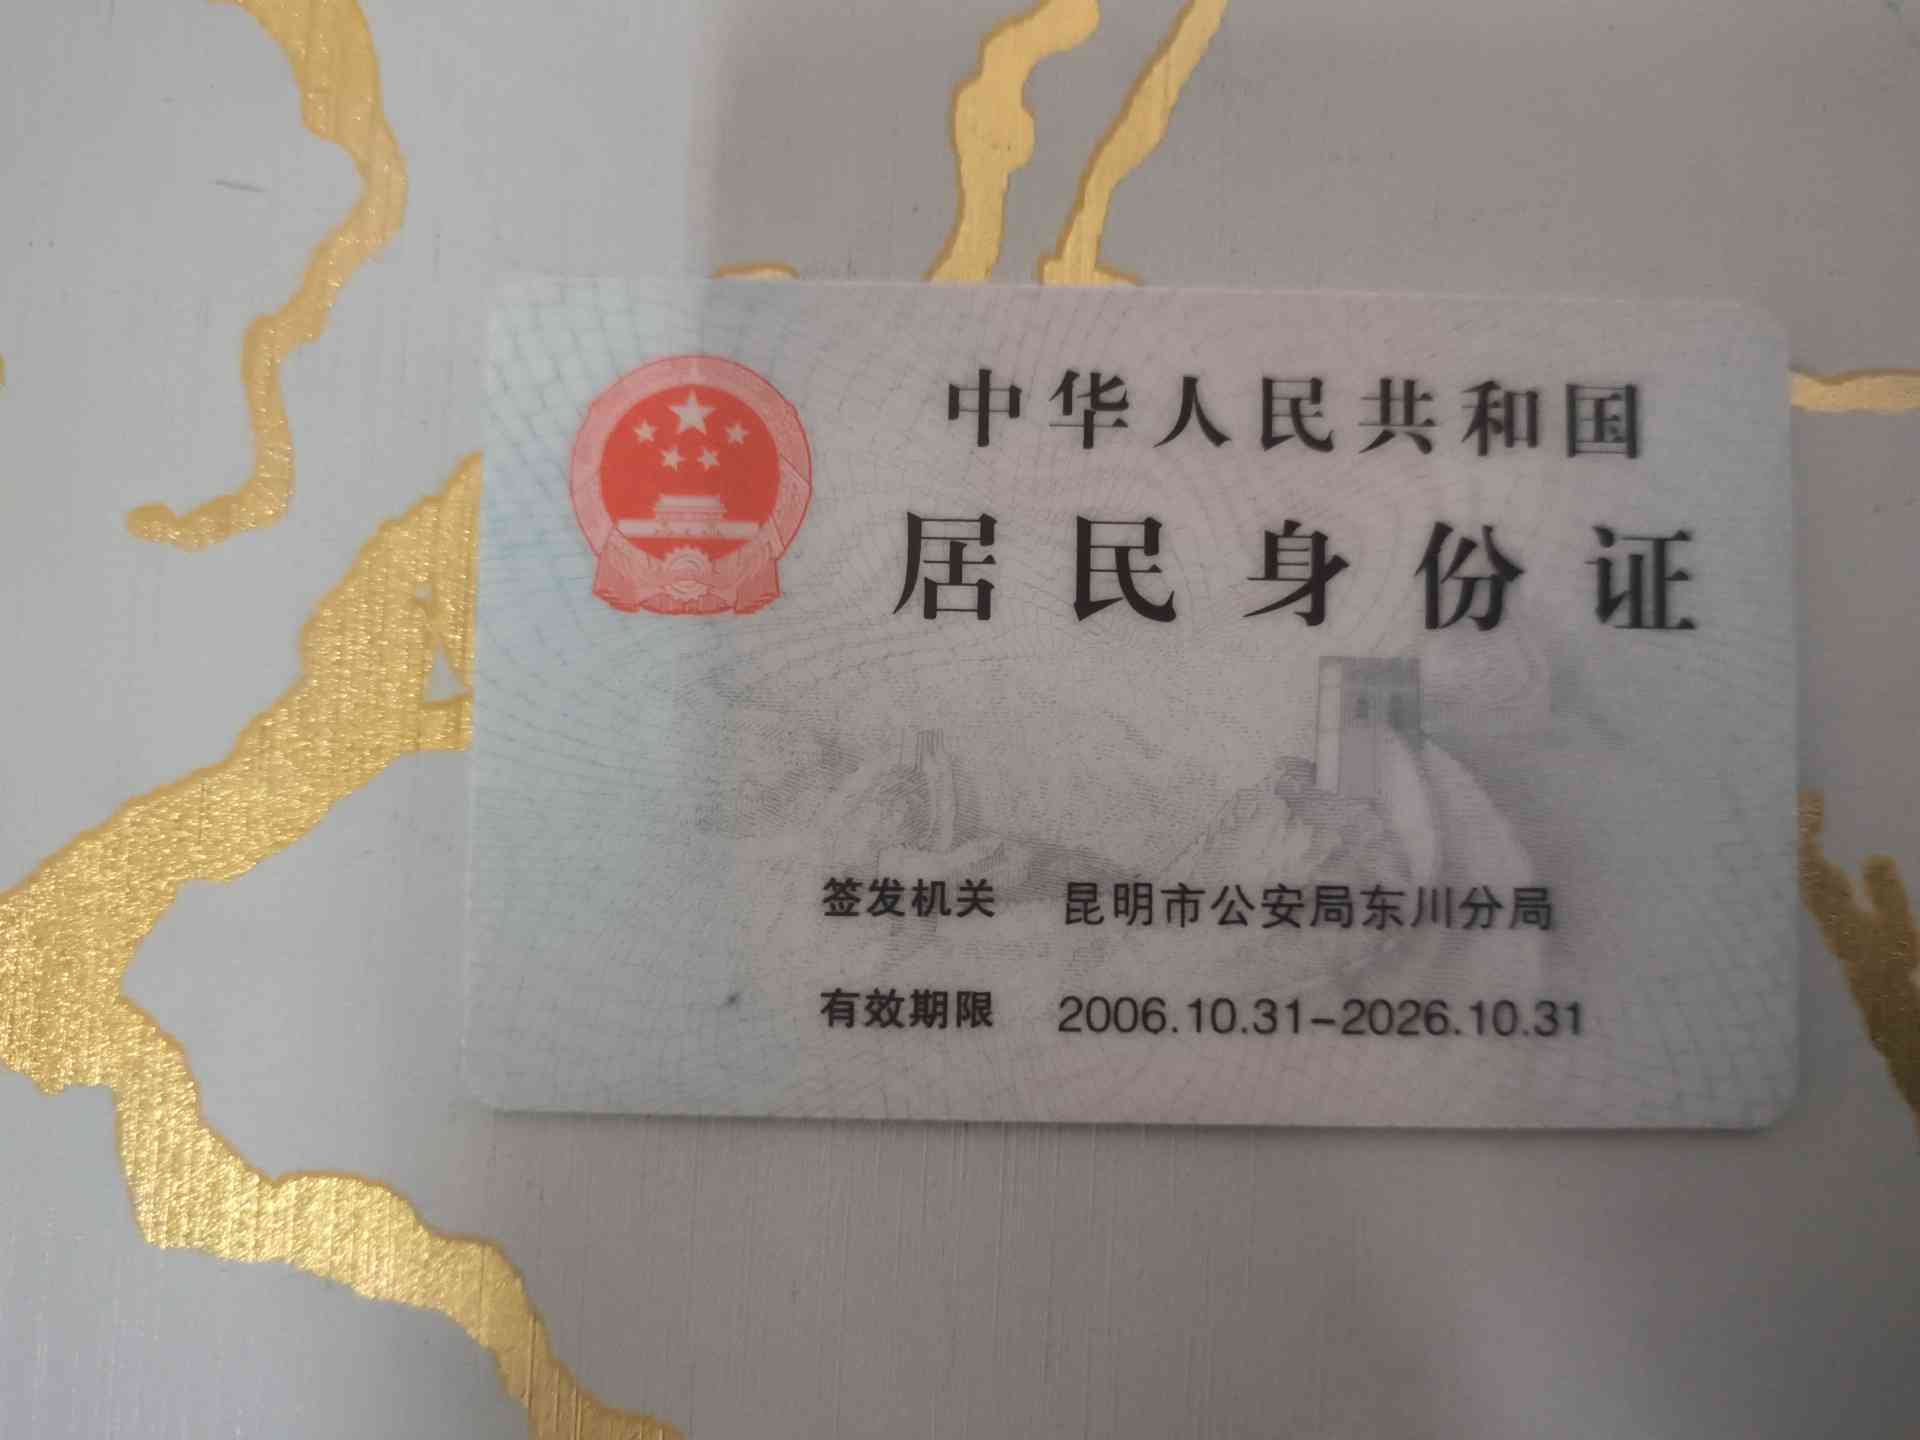 中华人民共和国
居民身份证
签发机关 昆明市公安局东川分局
有效期限 2006.10.31-2026.10.31